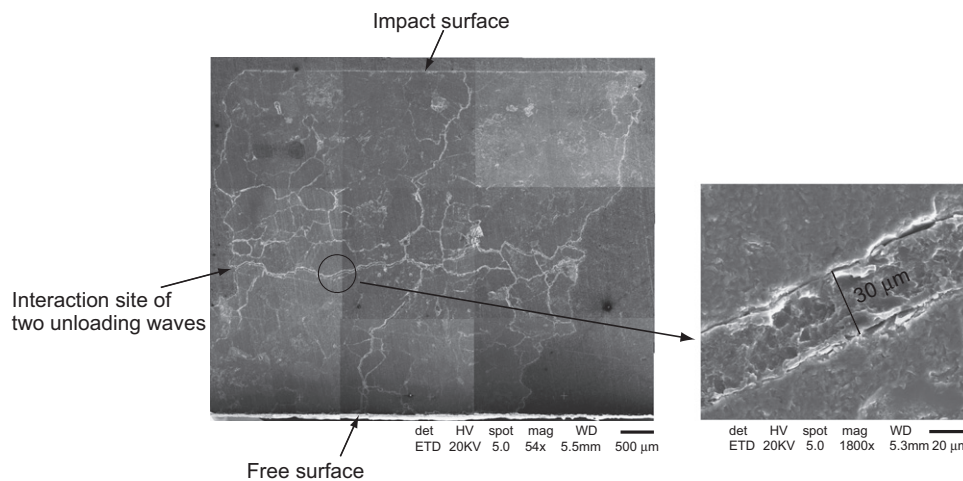 Impact surface
Interaction site of
two unloading waves
30 μm
det HV spot mag WD
ETD 20KV 5.0 54x 5.5mm 500 μm
det HV spot mag WD
ETD 20KV 5.0 1800x 5.3mm 20 μm
Free surface